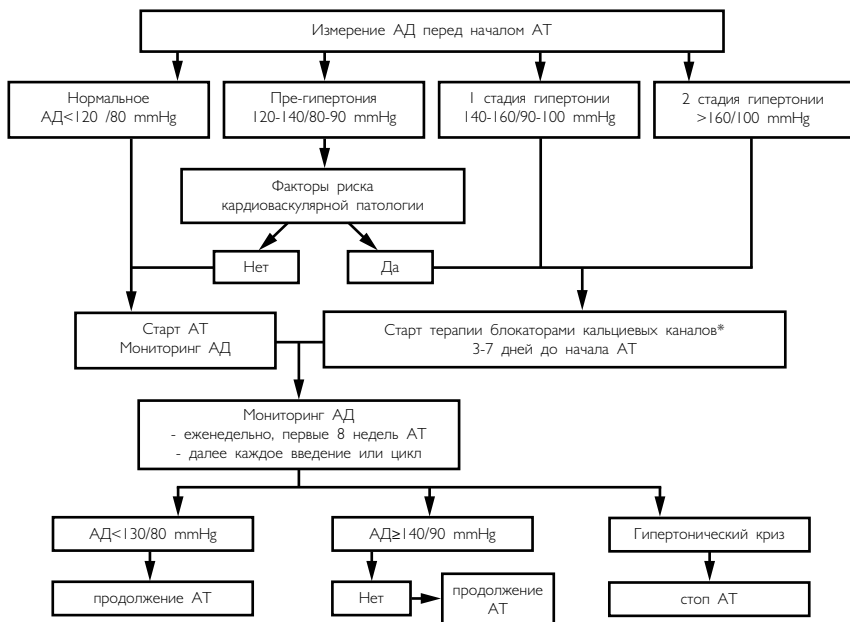 Измерение АД перед началом АТ
Нормальное
АД<120 /80 mmHg
Пре-гипертония
120-140/80-90 mmHg
1 стадия гипертонии
140-160/90-100 mmHg
2 стадия гипертонии
>160/100 mmHg
Факторы риска
кардиоваскулярной патологии
Нет
Да
Старт АТ
Мониторинг АД
Старт терапии блокаторами кальциевых каналов*
3-7 дней до начала АТ
Мониторинг АД
- еженедельно, первые 8 недель АТ
- далее каждое введение или цикл
АД<130/80 mmHg
АД≥140/90 mmHg
Гипертонический криз
продолжение АТ
Нет
продолжение
АТ
стоп АТ